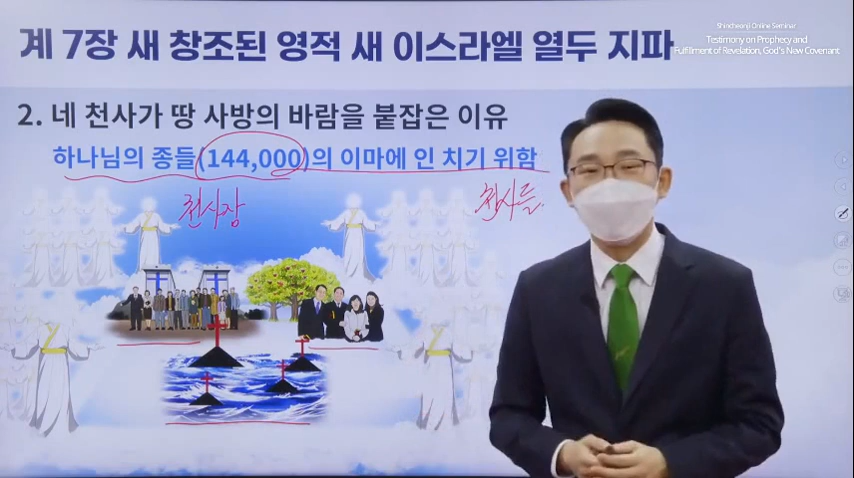 계 7장 새 창조된 영적 새 이스라엘 열두 지파
Shincheonji Online Seminar
Testimony on Prophecy and
Fulfillment of Revelation, God's New Covenant
2. 네 천사가 땅 사방의 바람을 붙잡은 이유
하나님의 종들(144,000)의 이마에 인 치기 위함
천사장
천사들